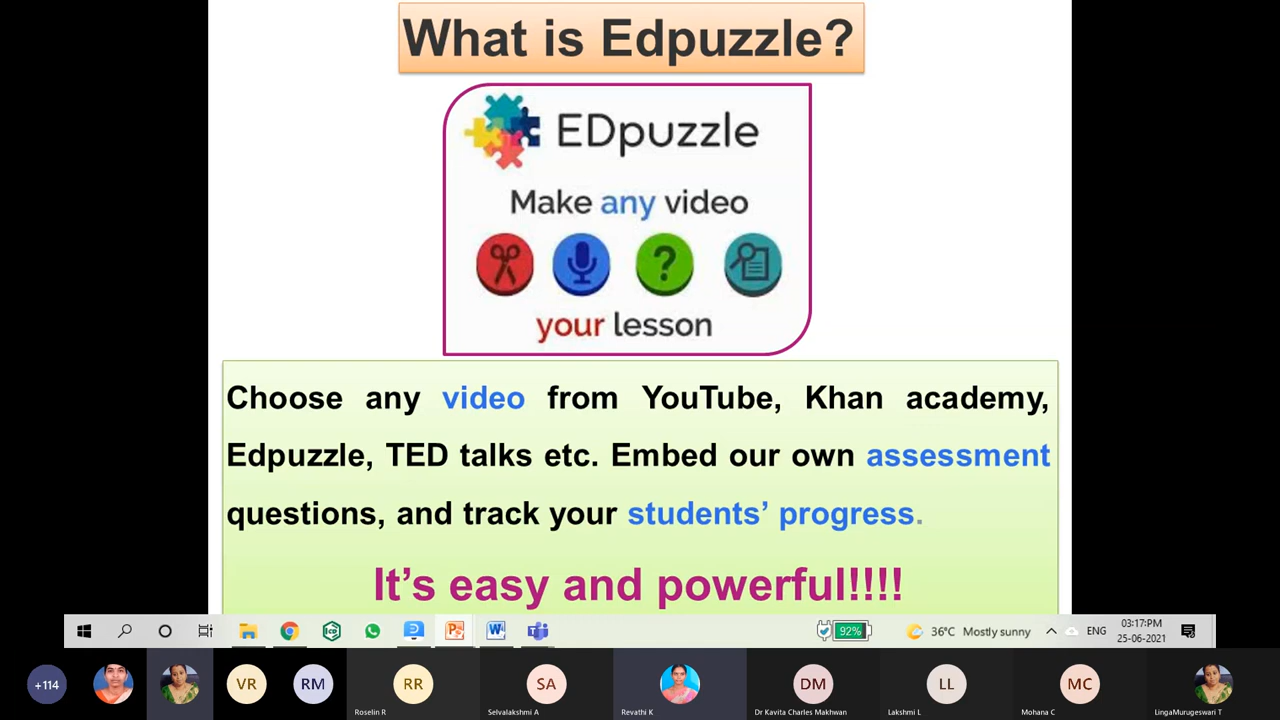 What is Edpuzzle?
EDpuzzle
Make any video
?
your lesson
Choose any video from YouTube, Khan academy,
Edpuzzle, TED talks etc. Embed our own assessment
questions, and track your students’ progress.
It’s easy and powerful!!!!
92%
36°C Mostly sunny
ENG
03:17:PM
25-06-2021
+114
VR
RM
RR
Roselin R
SA
Selvalakshmi A
Revathi K
DM
Dr Kavita Charles Makhwan
LL
Lakshmi L
MC
Mohana C
LingaMurugeswari T